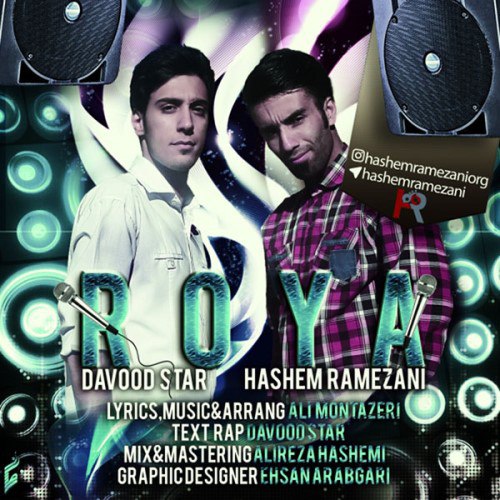 hashemramezaniorg
hashemramezani
ROYA
DAVOOD STAR HASHEM RAMEZANI
LYRICS,MUSIC&ARRANG ALI MONTAZERI
TEXT RAP DAVOOD STAR
MIX&MASTERING ALIREZA HASHEMI
GRAPHIC DESIGNER EHSAN ARABGARI